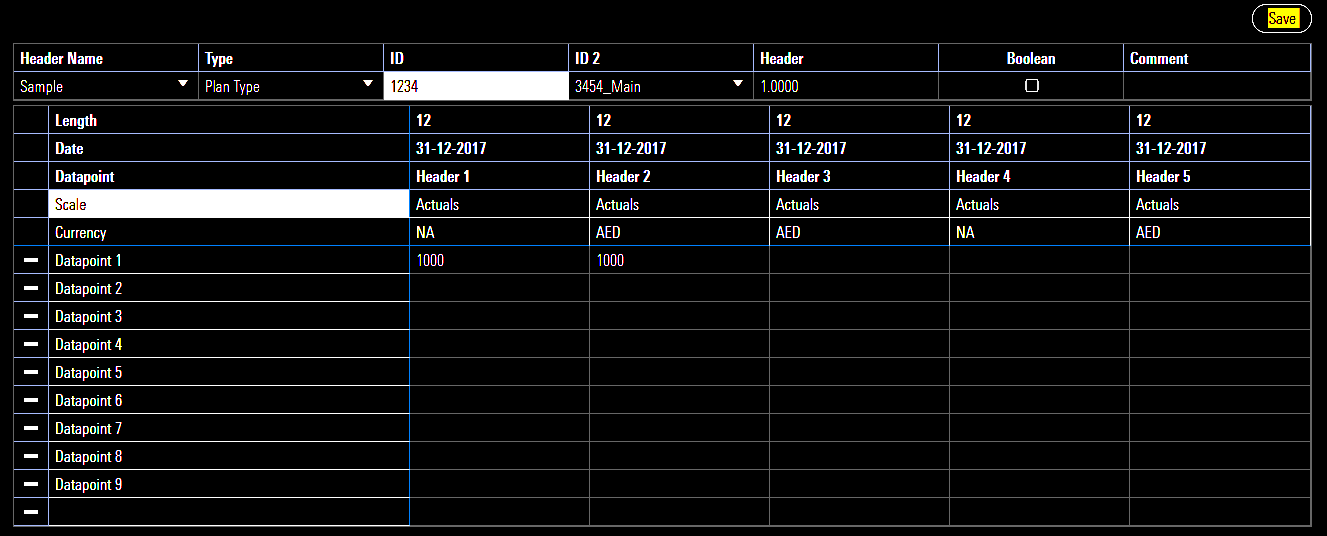 Save
Header Name Type ID ID 2 Header Boolean Comment
Sample Plan Type 1234 3454_Main 1.0000
Length 12 12 12 12 12
Date 31-12-2017 31-12-2017 31-12-2017 31-12-2017 31-12-2017
Datapoint Header 1 Header 2 Header 3 Header 4 Header 5
Scale Actuals Actuals Actuals Actuals Actuals
Currency NA AED AED NA AED
Datapoint 1 1000 1000
Datapoint 2
Datapoint 3
Datapoint 4
Datapoint 5
Datapoint 6
Datapoint 7
Datapoint 8
Datapoint 9